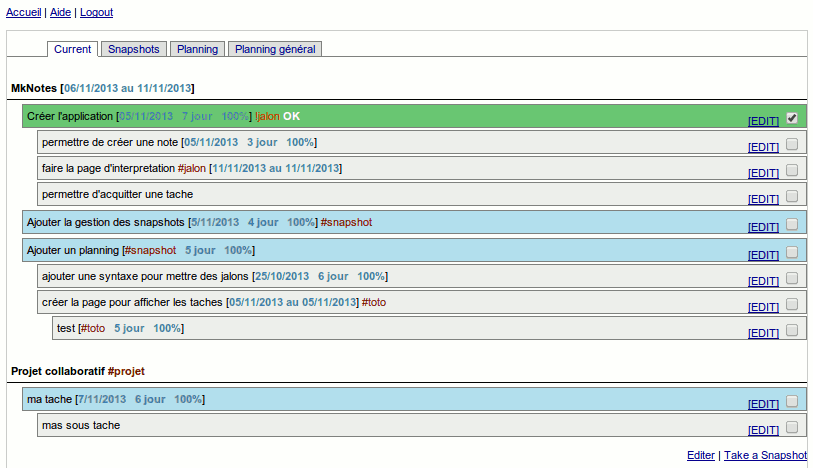 Accueil | Aide | Logout
Current Snapshots Planning Planning général
MkNotes [06/11/2013 au 11/11/2013]
Créer l'application [05/11/2013 7 jour 100%] !jalon OK [EDIT]
permettre de créer une note [05/11/2013 3 jour 100%] [EDIT]
faire la page d'interpretation #jalon [11/11/2013 au 11/11/2013] [EDIT]
permettre d'acquitter une tache [EDIT]
Ajouter la gestion des snapshots [5/11/2013 4 jour 100%] #snapshot [EDIT]
Ajouter un planning [#snapshot 5 jour 100%] [EDIT]
ajouter une syntaxe pour mettre des jalons [25/10/2013 6 jour 100%] [EDIT]
créer la page pour afficher les taches [05/11/2013 au 05/11/2013] #toto [EDIT]
test [#toto 5 jour 100%] [EDIT]
Projet collaboratif #projet
ma tache [7/11/2013 6 jour 100%] [EDIT]
mas sous tache [EDIT]
Editer | Take a Snapshot